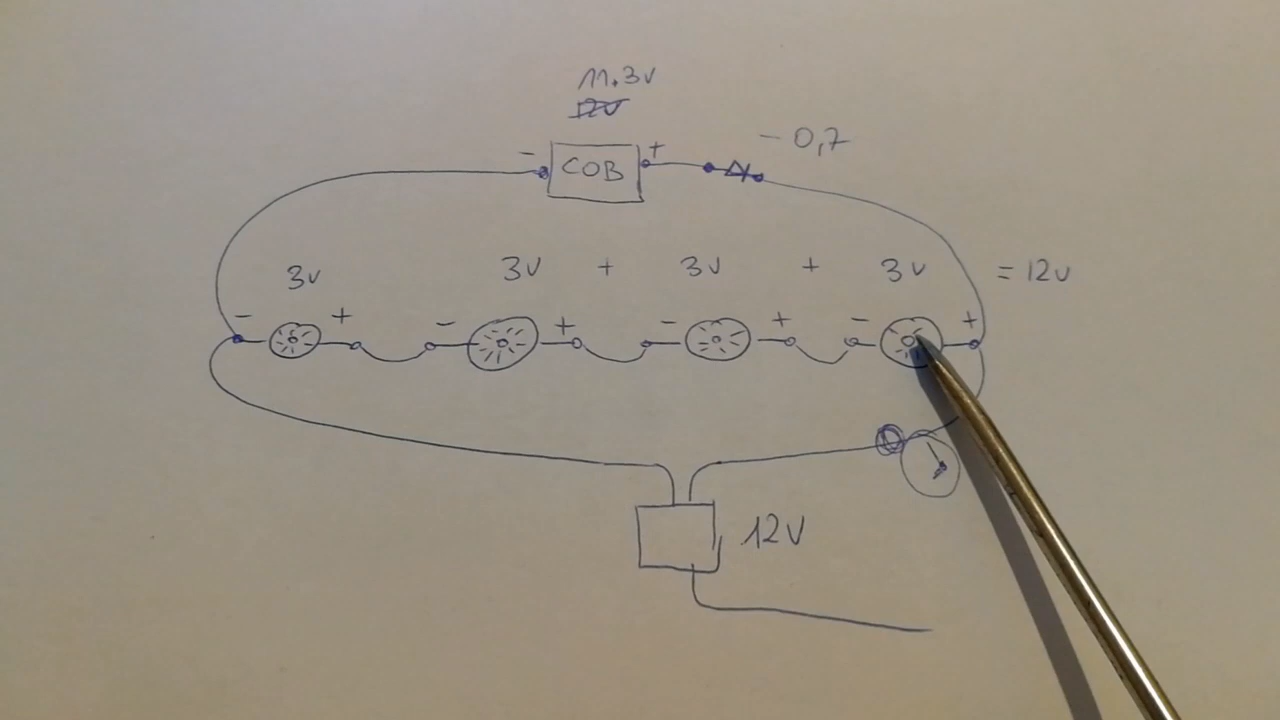 11.3V
12V
- COB + - 0,7
3V 3V + 3V + 3V = 12V
- + - + - + - +
12V